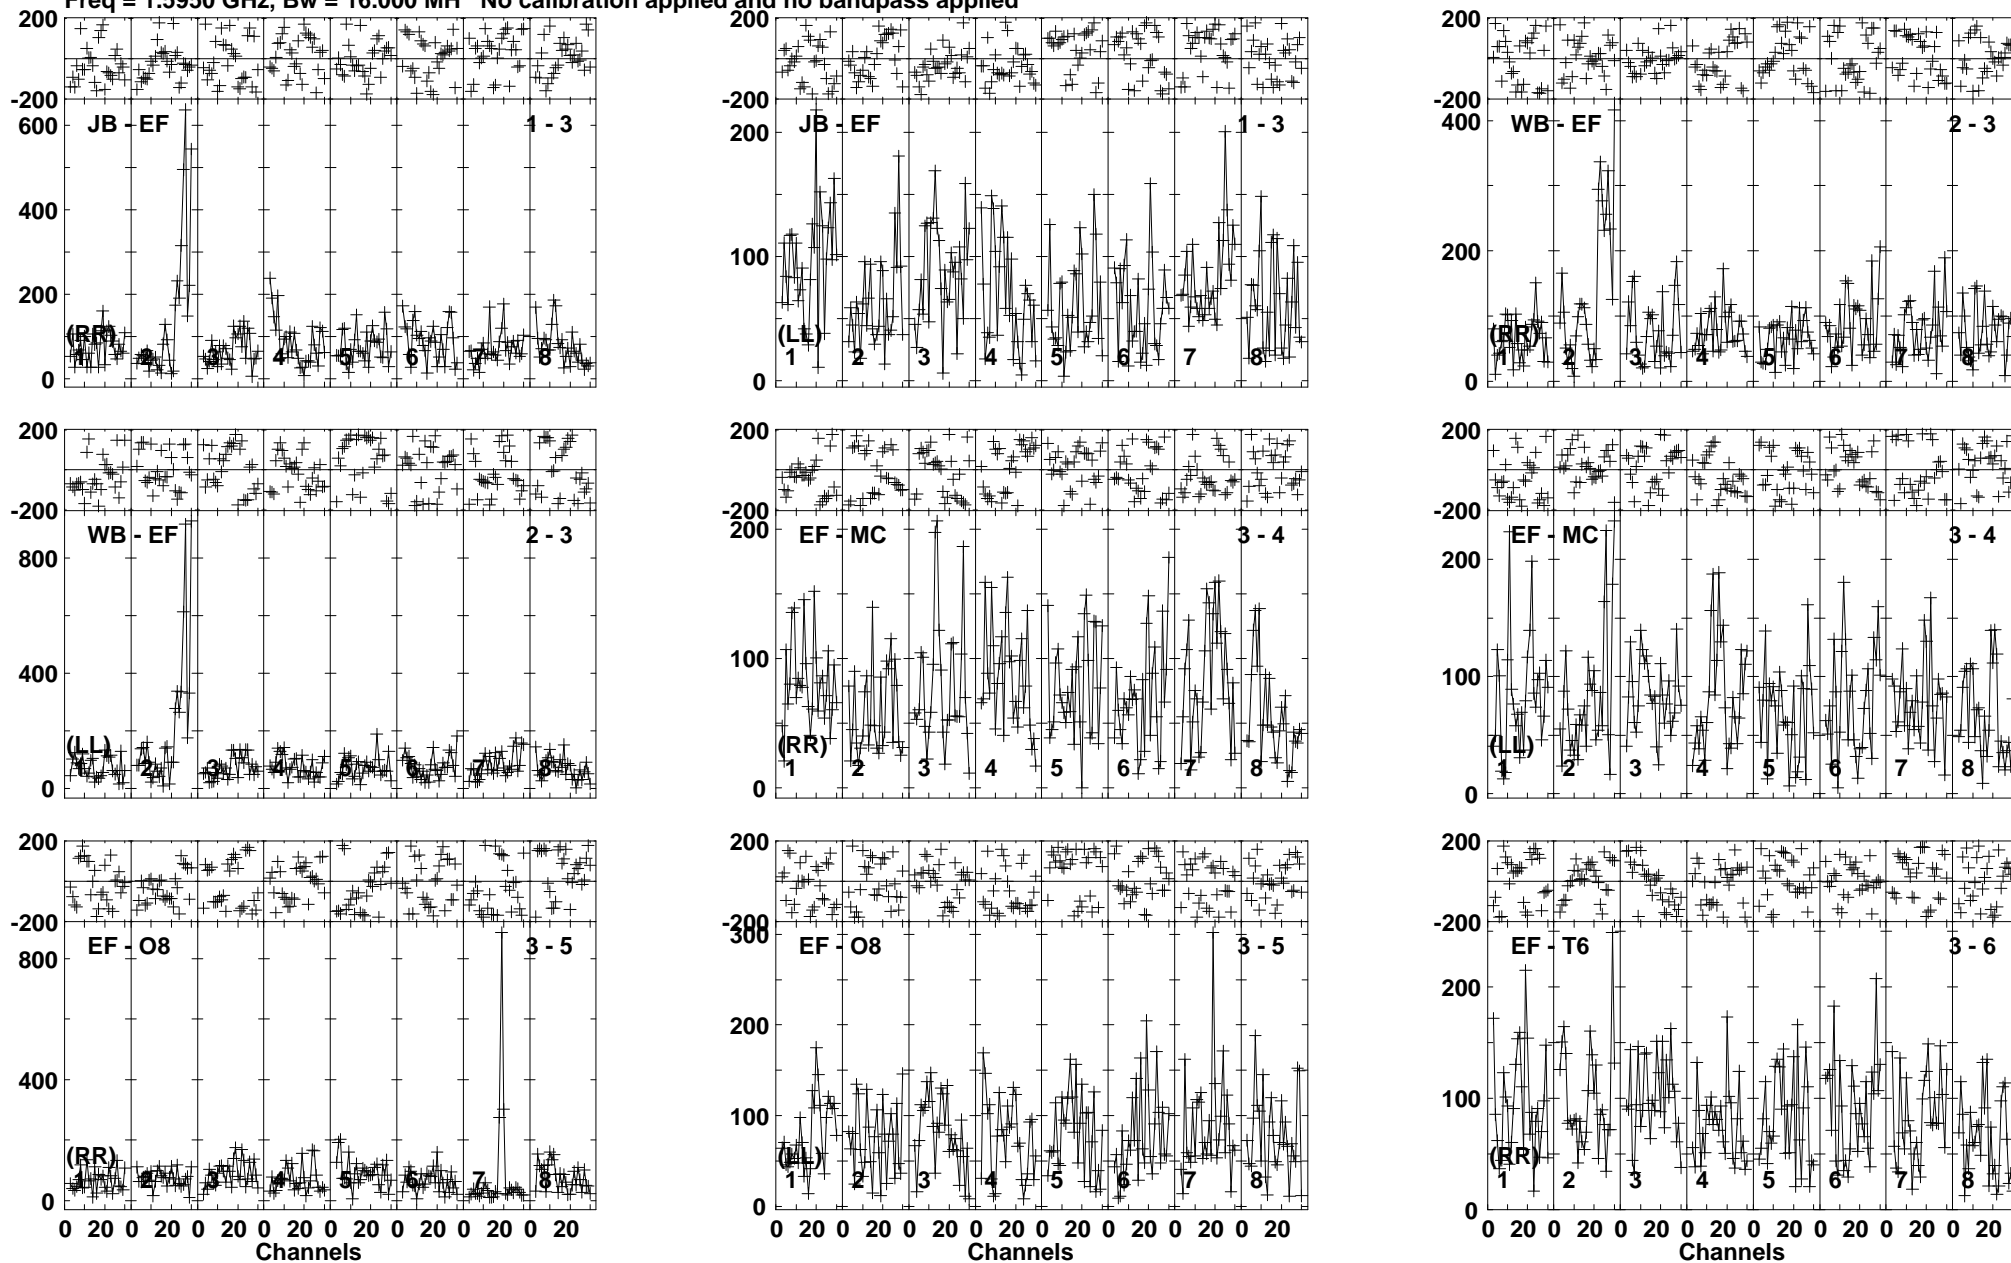 Freq = 1.5950 GHz, Bw = 16.000 MH No calibration applied and no bandpass applied
200 200 200
-200 -200 -200
JB - EF 1 - 3 JB - EF 1 - 3 WB - EF 2 - 3
600 400 200 0
200 100 0
400 200 0
(RR) (LL) (RR)
1 2 3 4 5 6 7 8 1 2 3 4 5 6 7 8 1 2 3 4 5 6 7 8
200 200 200
-200 -200 -200
WB - EF 2 - 3 EF - MC 3 - 4 EF - MC 3 - 4
800 400 0
200 100 0
200 100 0
(LL) (RR) (LL)
1 2 3 4 5 6 7 8 1 2 3 4 5 6 7 8 1 2 3 4 5 6 7 8
200 200 200
-200 -200 -200
EF - O8 3 - 5 EF - O8 3 - 5 EF - T6 3 - 6
800 400 0
300 200 100 0
200 100 0
(RR) (LL) (RR)
1 2 3 4 5 6 7 8 1 2 3 4 5 6 7 8 1 2 3 4 5 6 7 8
0 20 0 20 0 20 0 20 0 20 0 20 0 20 0 20 0 20 0 20 0 20 0 20 0 20 0 20 0 20 0 20 0 20 0 20 0 20 0 20 0 20 0 20 0 20 0 20
Channels Channels Channels